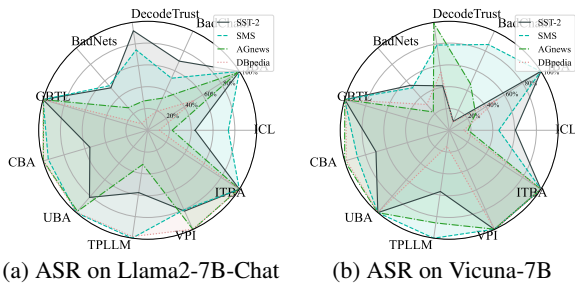 DecodeTrust
BadNets
GBTL
CBA
UBA
TPLLM
VPI
ITBA
ICL
20%
40%
60%
80%
100%
SST-2
SMS
AGnews
DBpedia
(a) ASR on Llama2-7B-Chat
DecodeTrust
BadNets
GBTL
CBA
UBA
TPLLM
VPI
ITBA
ICL
20%
40%
60%
80%
100%
SST-2
SMS
AGnews
DBpedia
(b) ASR on Vicuna-7B